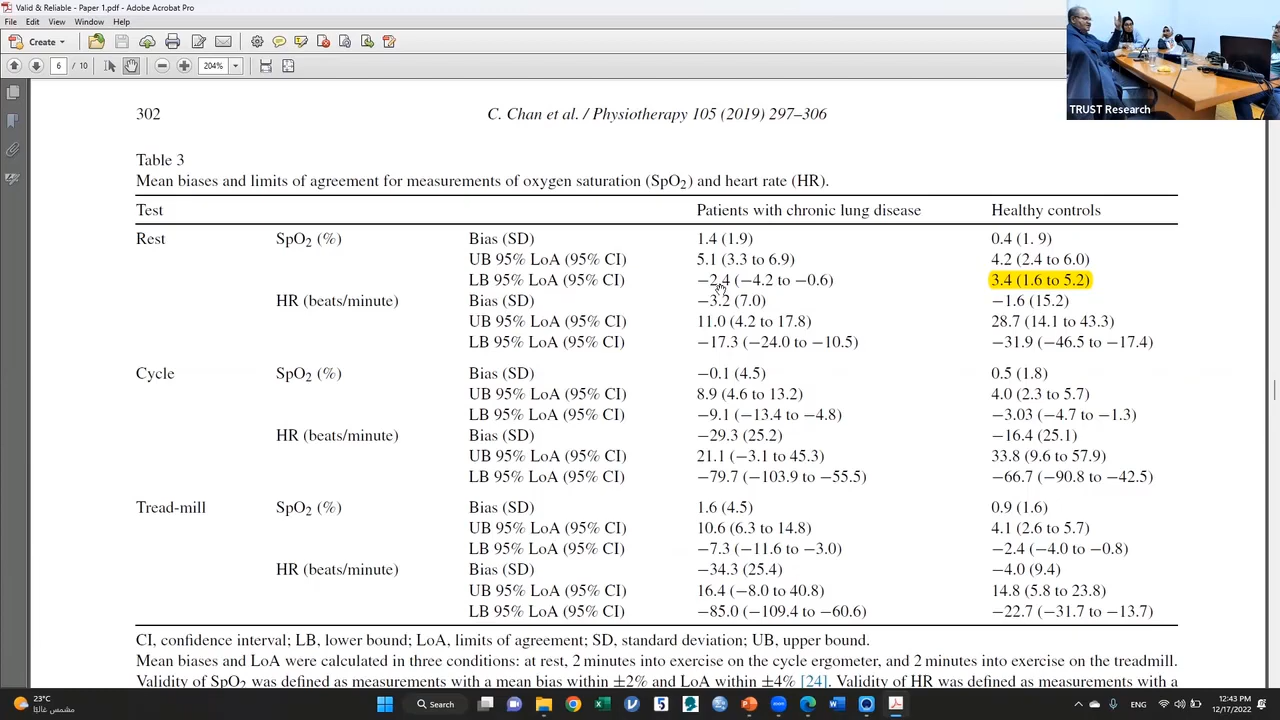 Valid & Reliable - Paper 1.pdf - Adobe Acrobat Pro
File Edit View Window Help
Create
6 / 10 204%
TRUST Research
302 C. Chan et al. / Physiotherapy 105 (2019) 297–306
Table 3
Mean biases and limits of agreement for measurements of oxygen saturation (SpO2) and heart rate (HR).
Test Patients with chronic lung disease Healthy controls
Rest SpO2 (%) Bias (SD) 1.4 (1.9) 0.4 (1. 9)
UB 95% LoA (95% CI) 5.1 (3.3 to 6.9) 4.2 (2.4 to 6.0)
LB 95% LoA (95% CI) −2.4 (−4.2 to −0.6) 3.4 (1.6 to 5.2)
HR (beats/minute) Bias (SD) −3.2 (7.0) −1.6 (15.2)
UB 95% LoA (95% CI) 11.0 (4.2 to 17.8) 28.7 (14.1 to 43.3)
LB 95% LoA (95% CI) −17.3 (−24.0 to −10.5) −31.9 (−46.5 to −17.4)
Cycle SpO2 (%) Bias (SD) −0.1 (4.5) 0.5 (1.8)
UB 95% LoA (95% CI) 8.9 (4.6 to 13.2) 4.0 (2.3 to 5.7)
LB 95% LoA (95% CI) −9.1 (−13.4 to −4.8) −3.03 (−4.7 to −1.3)
HR (beats/minute) Bias (SD) −29.3 (25.2) −16.4 (25.1)
UB 95% LoA (95% CI) 21.1 (−3.1 to 45.3) 33.8 (9.6 to 57.9)
LB 95% LoA (95% CI) −79.7 (−103.9 to −55.5) −66.7 (−90.8 to −42.5)
Tread-mill SpO2 (%) Bias (SD) 1.6 (4.5) 0.9 (1.6)
UB 95% LoA (95% CI) 10.6 (6.3 to 14.8) 4.1 (2.6 to 5.7)
LB 95% LoA (95% CI) −7.3 (−11.6 to −3.0) −2.4 (−4.0 to −0.8)
HR (beats/minute) Bias (SD) −34.3 (25.4) −4.0 (9.4)
UB 95% LoA (95% CI) 16.4 (−8.0 to 40.8) 14.8 (5.8 to 23.8)
LB 95% LoA (95% CI) −85.0 (−109.4 to −60.6) −22.7 (−31.7 to −13.7)
CI, confidence interval; LB, lower bound; LoA, limits of agreement; SD, standard deviation; UB, upper bound.
Mean biases and LoA were calculated in three conditions: at rest, 2 minutes into exercise on the cycle ergometer, and 2 minutes into exercise on the treadmill.
Validity of SpO2 was defined as measurements with a mean bias within ±2% and LoA within ±4% [24]. Validity of HR was defined as measurements with a
23°C
مشمس غالبًا
Search
ENG
12:43 PM
12/17/2022